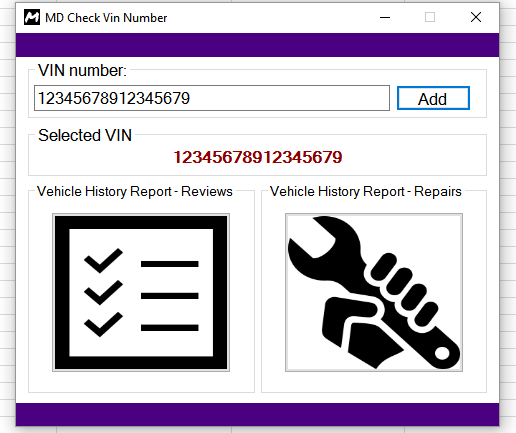 MD Check Vin Number
VIN number:
12345678912345679
Add
Selected VIN
12345678912345679
Vehicle History Report - Reviews
Vehicle History Report - Repairs